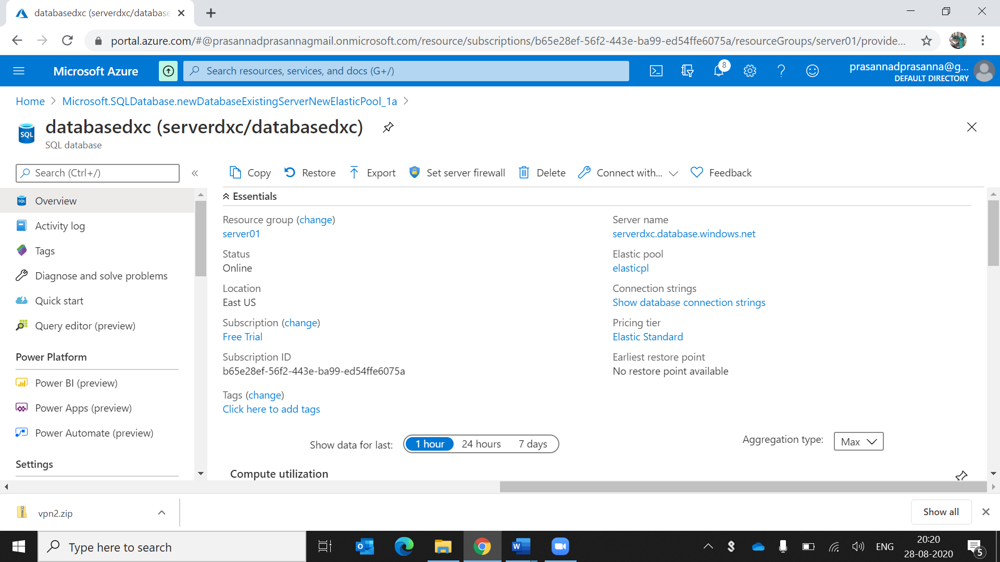 databasedxc (serverdxc/database
portal.azure.com/#@prasannadprasannagmail.onmicrosoft.com/resource/subscriptions/b65e28ef-56f2-443e-ba99-ed54ffe6075a/resourceGroups/server01/provide...
Microsoft Azure
Search resources, services, and docs (G+/)
8
prasannadprasanna@g...
DEFAULT DIRECTORY
Home > Microsoft.SQLDatabase.newDatabaseExistingServerNewElasticPool_1a >
SQL
databasedxc (serverdxc/databasedxc)
SQL database
Search (Ctrl+/)
«
Copy
Restore
Export
Set server firewall
Delete
Connect with...
Feedback
SQL
Overview
Activity log
Tags
Diagnose and solve problems
Quick start
Query editor (preview)
Power Platform
Power BI (preview)
Power Apps (preview)
Power Automate (preview)
Settings
Essentials
Resource group (change)
server01
Status
Online
Location
East US
Subscription (change)
Free Trial
Subscription ID
b65e28ef-56f2-443e-ba99-ed54ffe6075a
Tags (change)
Click here to add tags
Server name
serverdxc.database.windows.net
Elastic pool
elasticpl
Connection strings
Show database connection strings
Pricing tier
Elastic Standard
Earliest restore point
No restore point available
Show data for last:
1 hour
24 hours
7 days
Aggregation type:
Max
Compute utilization
vpn2.zip
Show all
Type here to search
ENG
20:20
28-08-2020
5